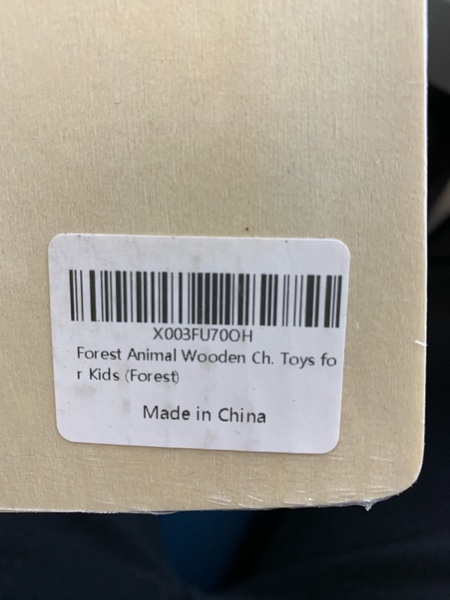 X003FU70OH
Forest Animal Wooden Ch. Toys fo
r Kids (Forest)
Made in China